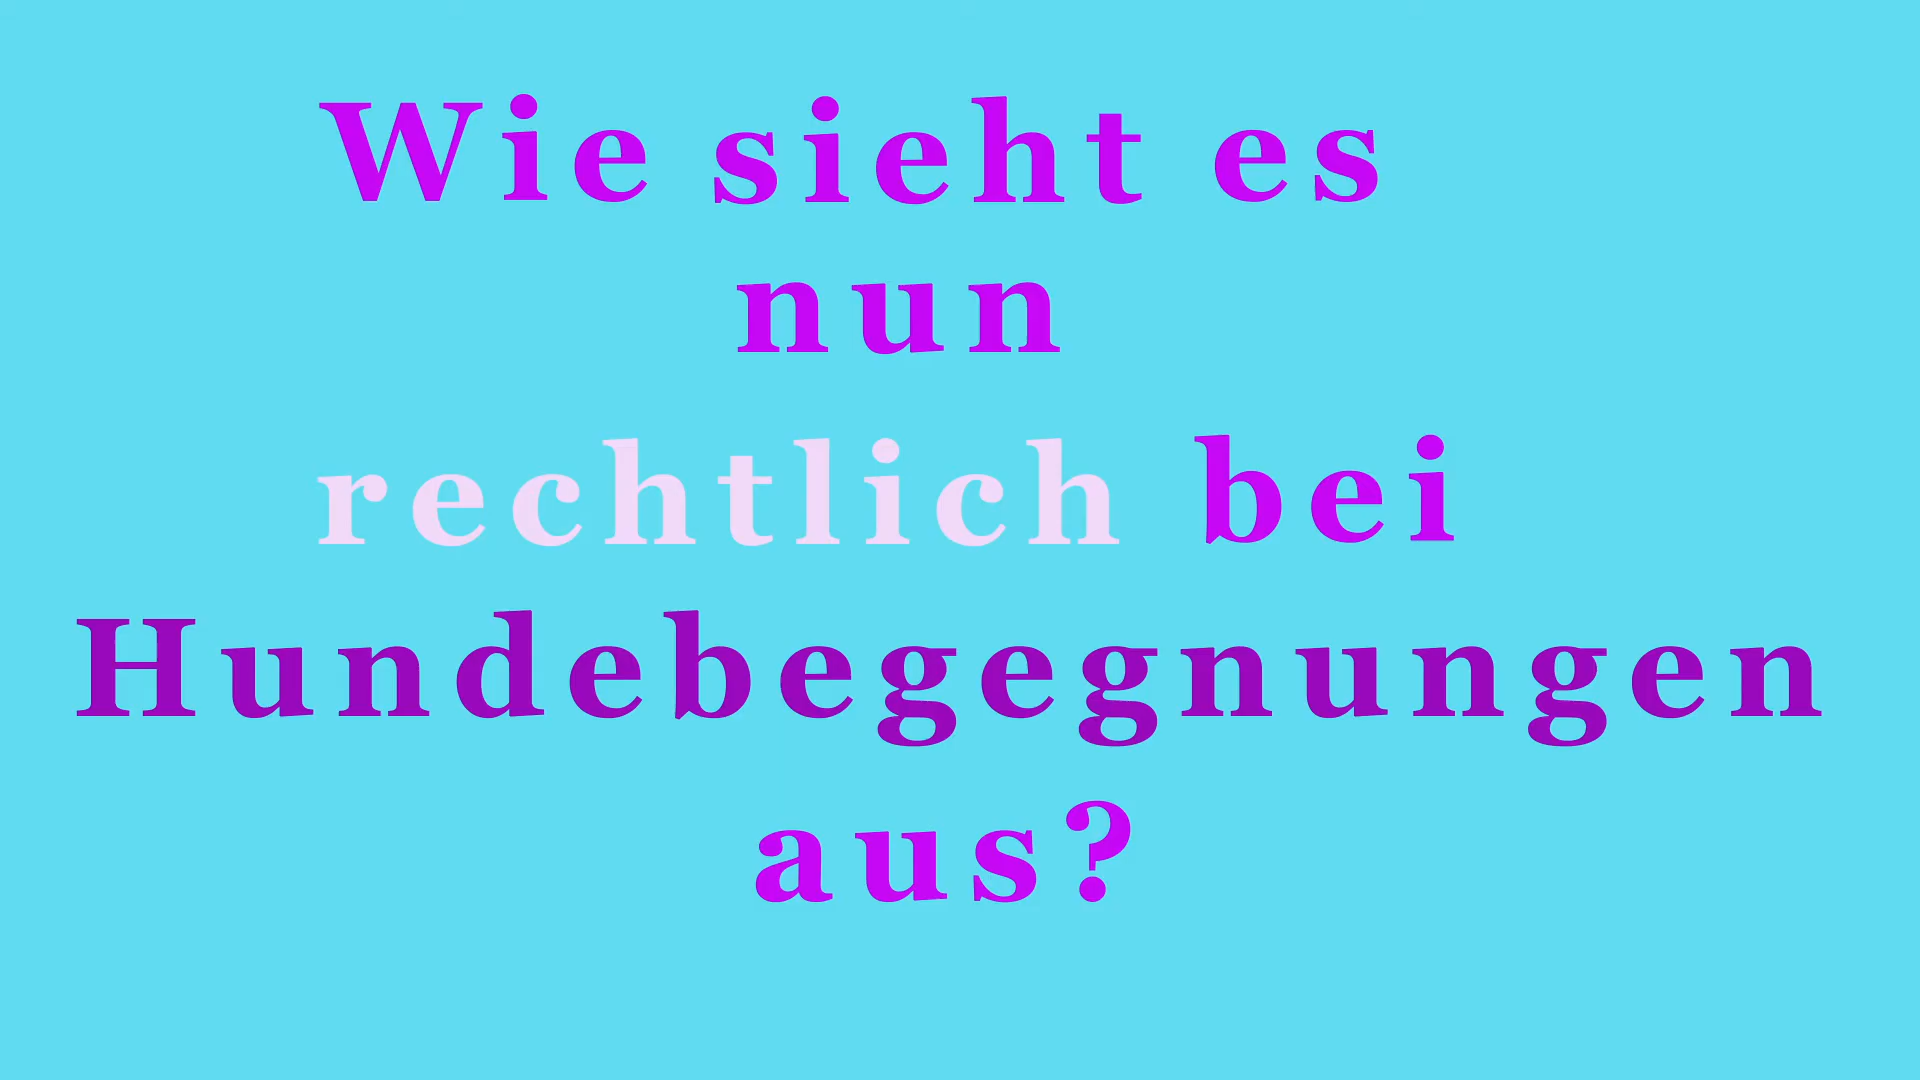 Wie sieht es
nun
rechtlich bei
Hundebegegnungen
aus?